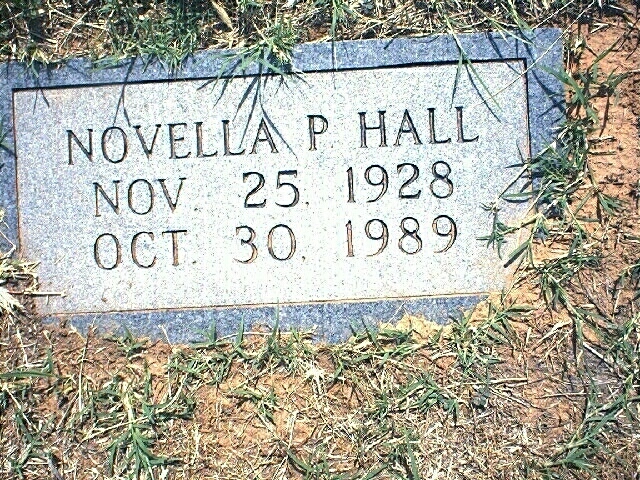 NOVELLA P. HALL
NOV. 25, 1928
OCT. 30, 1989